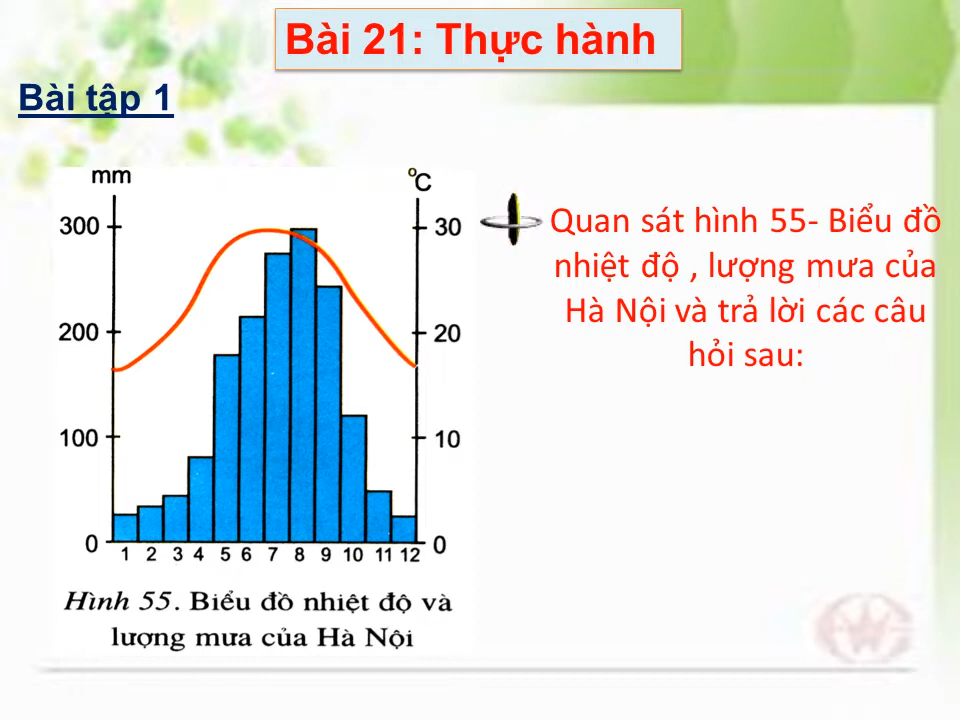 Bài 21: Thực hành
Bài tập 1
mm
°C
300
30
200
20
100
10
0
0
1 2 3 4 5 6 7 8 9 10 11 12
Hình 55. Biểu đồ nhiệt độ và
lượng mưa của Hà Nội
Quan sát hình 55- Biểu đồ
nhiệt độ , lượng mưa của
Hà Nội và trả lời các câu
hỏi sau: